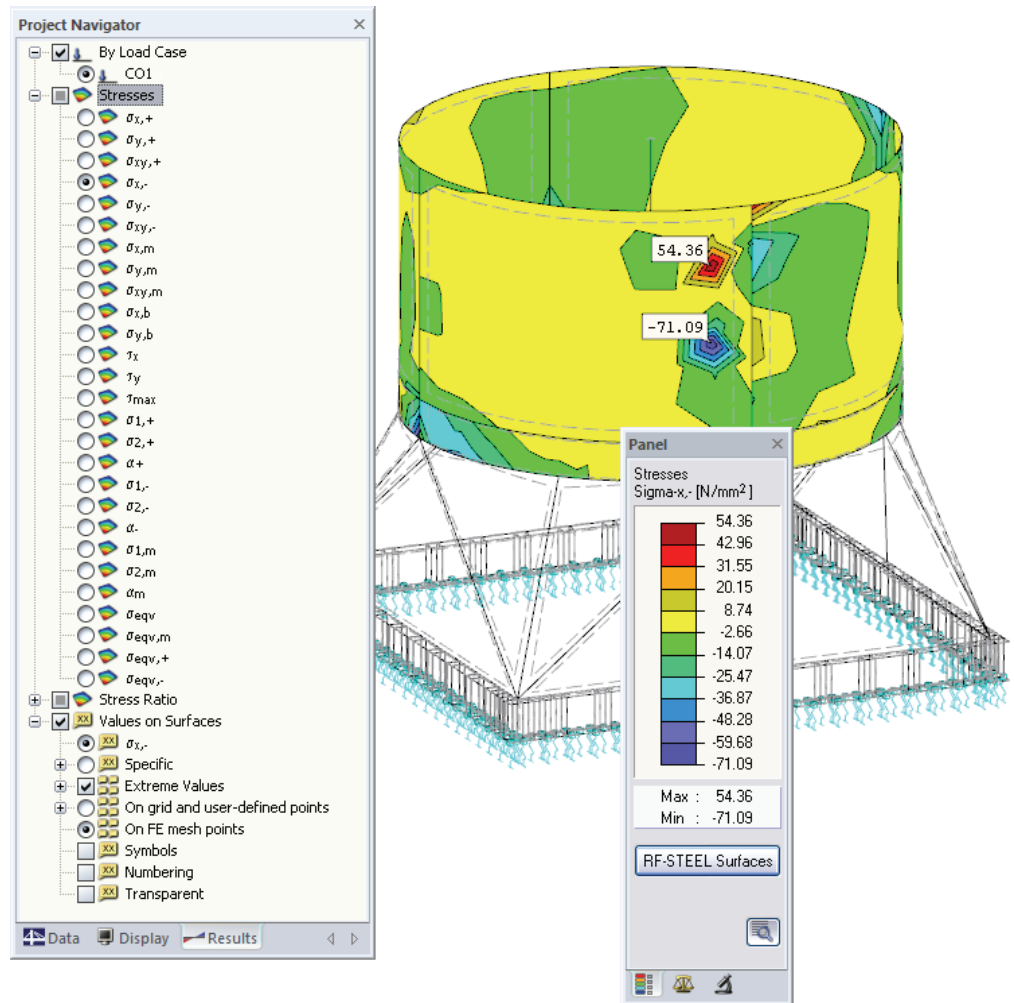 Project Navigator
By Load Case
CO1
Stresses
σx,+
σy,+
σxy,+
σx,-
σy,-
σxy,-
σx,m
σy,m
σxy,m
σx,b
σy,b
τx
τy
τmax
σ1,+
σ2,+
α+
σ1,-
σ2,-
α-
σ1,m
σ2,m
αm
σeqv
σeqv,m
σeqv,+
σeqv,-
Stress Ratio
Values on Surfaces
σx,-
Specific
Extreme Values
On grid and user-defined points
On FE mesh points
Symbols
Numbering
Transparent
Data Display Results
54.36
-71.09
Panel
Stresses
Sigma-x,- [N/mm²]
54.36
42.96
31.55
20.15
8.74
-2.66
-14.07
-25.47
-36.87
-48.28
-59.68
-71.09
Max : 54.36
Min : -71.09
RF-STEEL Surfaces